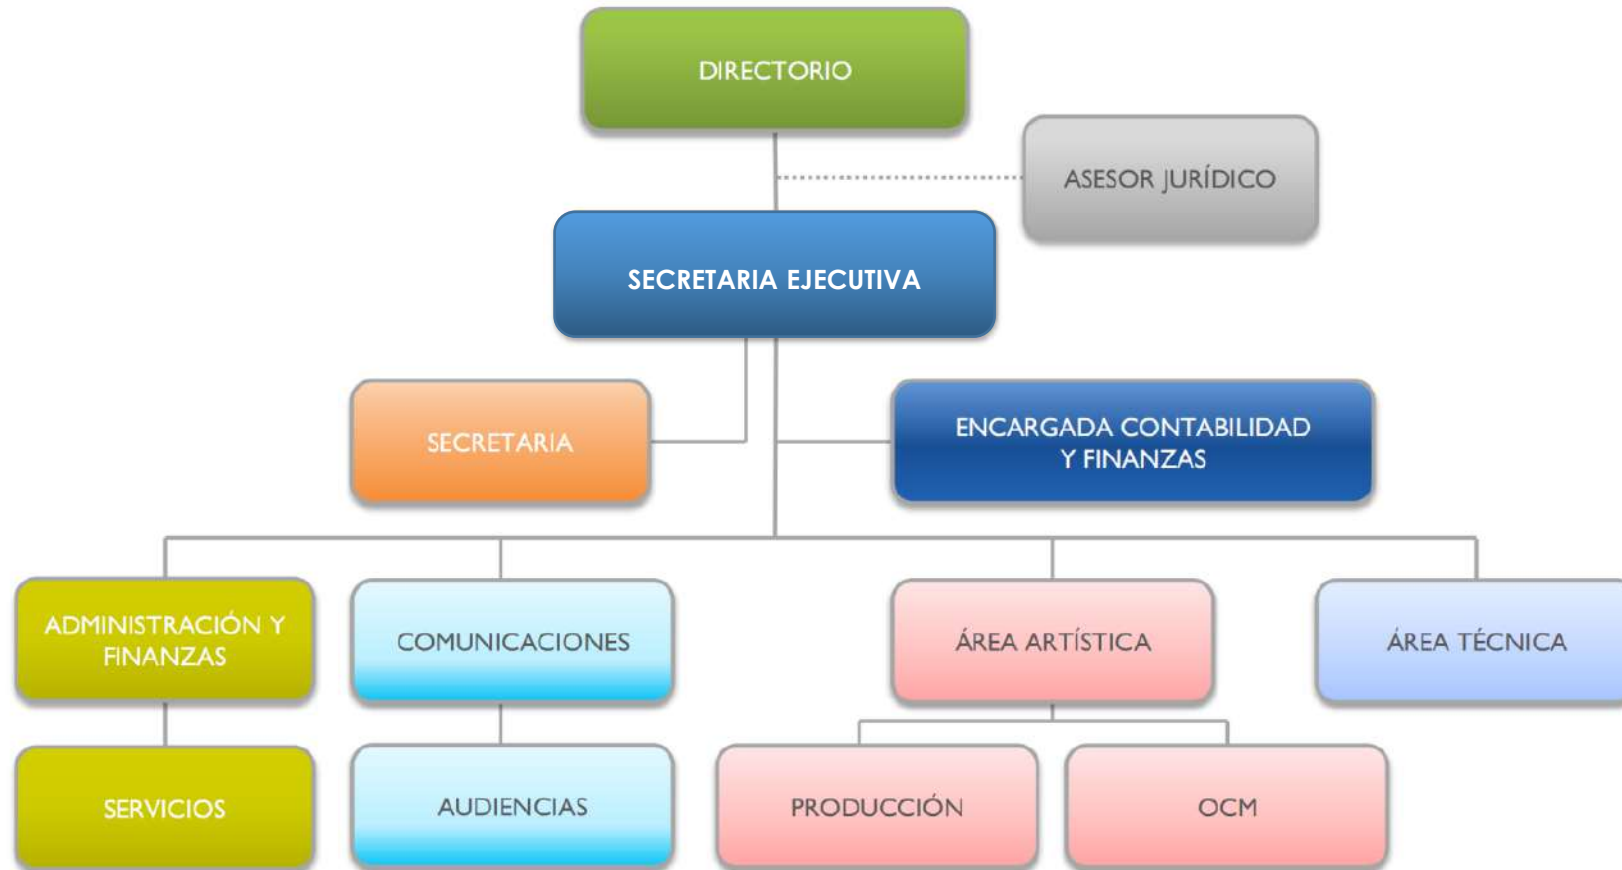 DIRECTORIO
ASESOR JURÍDICO
SECRETARIA EJECUTIVA
SECRETARIA
ENCARGADA CONTABILIDAD
Y FINANZAS
ADMINISTRACIÓN Y
FINANZAS
COMUNICACIONES
ÁREA ARTÍSTICA
ÁREA TÉCNICA
SERVICIOS
AUDIENCIAS
PRODUCCIÓN
OCM